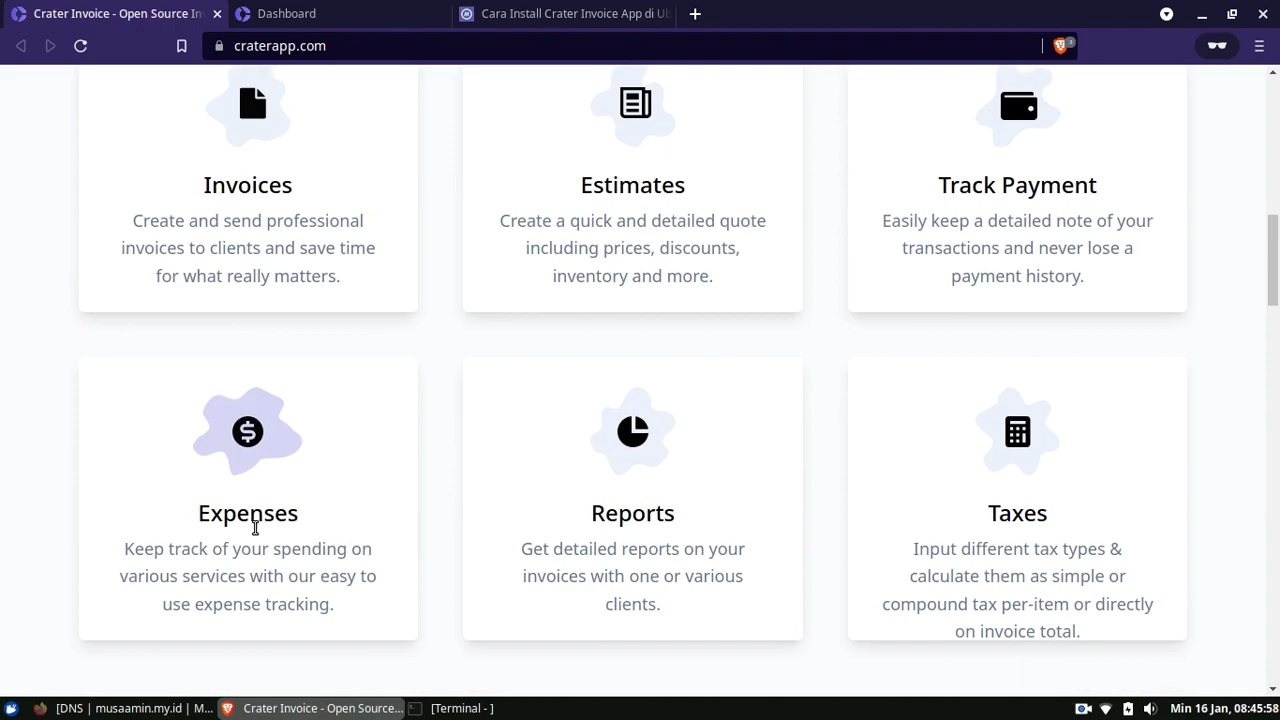 Crater Invoice - Open Source In
Dashboard
Cara Install Crater Invoice App di Ub
craterapp.com
3
Invoices
Create and send professional
invoices to clients and save time
for what really matters.
Estimates
Create a quick and detailed quote
including prices, discounts,
inventory and more.
Track Payment
Easily keep a detailed note of your
transactions and never lose a
payment history.
Expenses
Keep track of your spending on
various services with our easy to
use expense tracking.
Reports
Get detailed reports on your
invoices with one or various
clients.
Taxes
Input different tax types &
calculate them as simple or
compound tax per-item or directly
on invoice total.
[DNS | musaamin.my.id | M...
Crater Invoice - Open Source...
[Terminal - ]
Min 16 Jan, 08:45:58